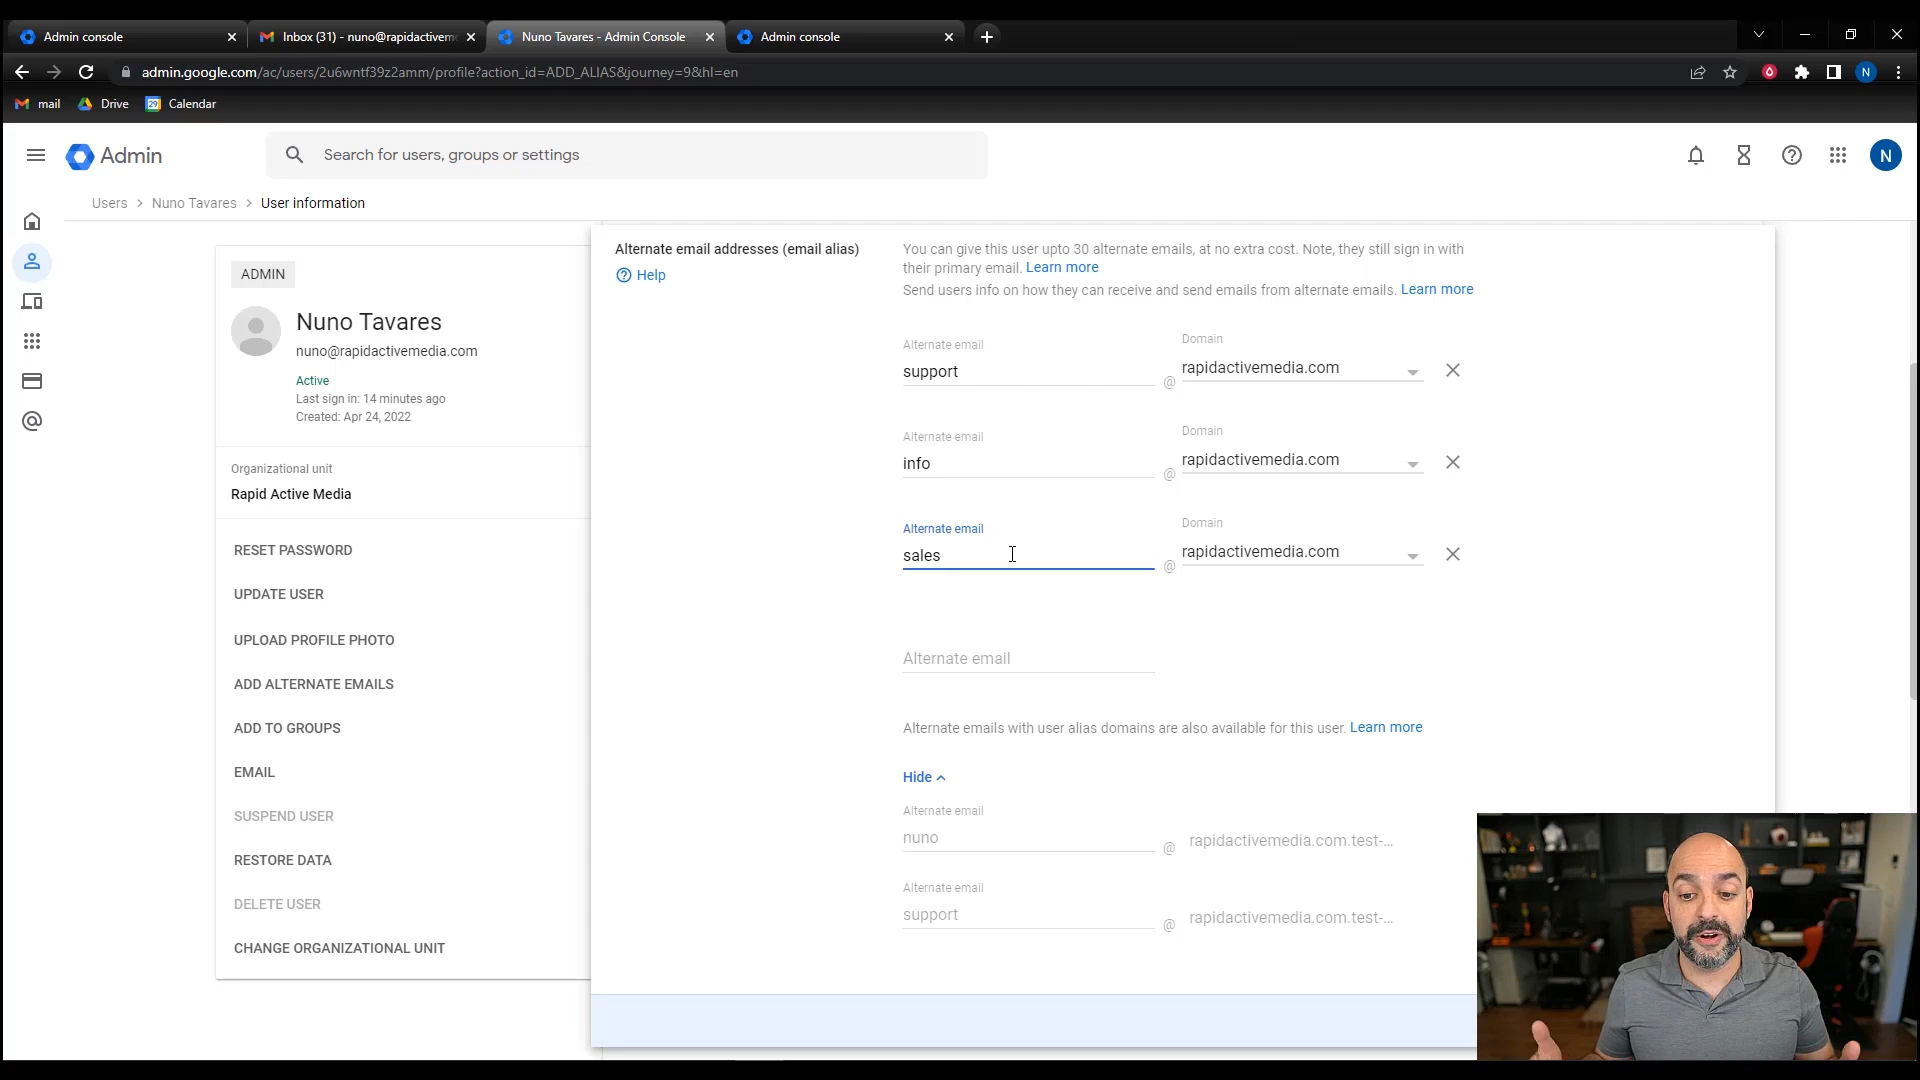 Admin console
Inbox (31) - nuno@rapidactivem
Nuno Tavares - Admin Console
Admin console
admin.google.com/ac/users/2u6wntf39z2amm/profile?action_id=ADD_ALIAS&journey=9&hl=en
N
mail
Drive
29
Calendar
Admin
Search for users, groups or settings
N
Users > Nuno Tavares > User information
ADMIN
Nuno Tavares
nuno@rapidactivemedia.com
Active
Last sign in: 14 minutes ago
Created: Apr 24, 2022
Organizational unit
Rapid Active Media
RESET PASSWORD
UPDATE USER
UPLOAD PROFILE PHOTO
ADD ALTERNATE EMAILS
ADD TO GROUPS
EMAIL
SUSPEND USER
RESTORE DATA
DELETE USER
CHANGE ORGANIZATIONAL UNIT
Alternate email addresses (email alias)
Help
You can give this user upto 30 alternate emails, at no extra cost. Note, they still sign in with
their primary email. Learn more
Send users info on how they can receive and send emails from alternate emails. Learn more
Alternate email
Domain
support @ rapidactivemedia.com
Alternate email
Domain
info @ rapidactivemedia.com
Alternate email
Domain
sales @ rapidactivemedia.com
Alternate email
Alternate emails with user alias domains are also available for this user. Learn more
Hide
Alternate email
nuno @ rapidactivemedia.com.test-...
Alternate email
support @ rapidactivemedia.com.test-...